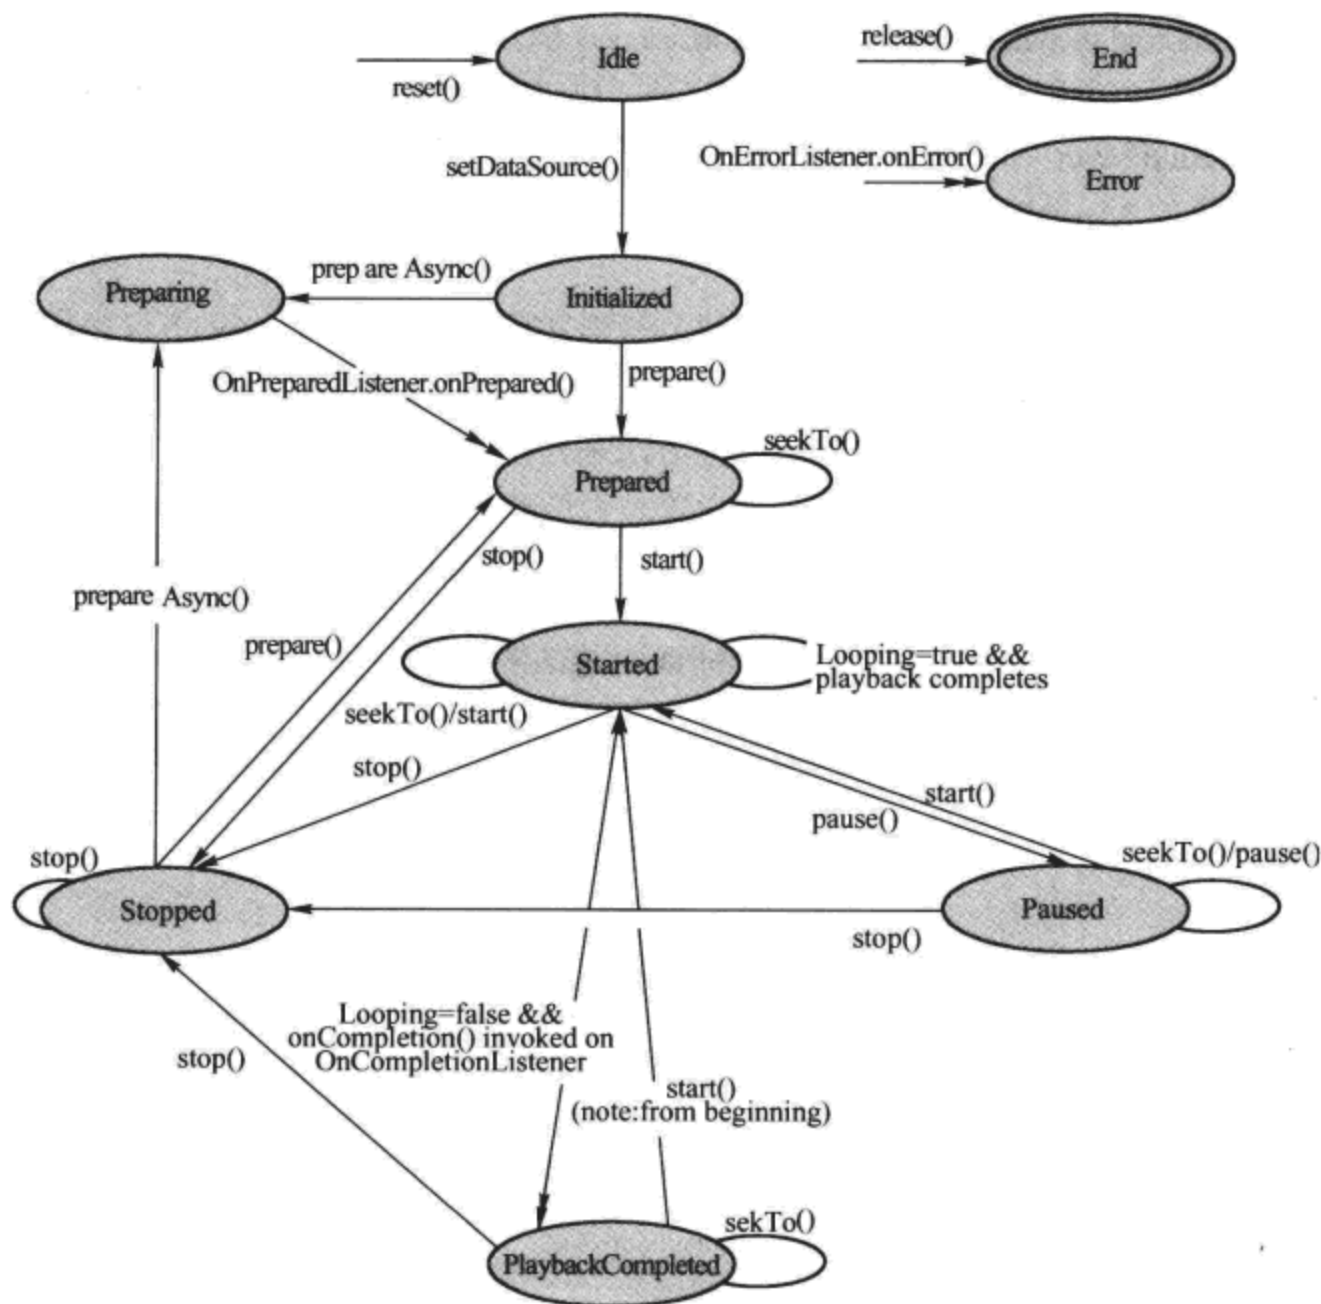 Idle
release()
End
reset()
setDataSource()
OnErrorListener.onError()
Error
prep are Async()
Preparing
Initialized
OnPreparedListener.onPrepared()
prepare()
seekTo()
Prepared
stop()
start()
prepare Async()
prepare()
Started
Looping=true &&
playback completes
seekTo()/start()
stop()
start()
pause()
stop()
seekTo()/pause()
Stopped
Paused
stop()
Looping=false &&
onCompletion() invoked on
OnCompletionListener
stop()
start()
(note:from beginning)
sekTo()
PlaybackCompleted